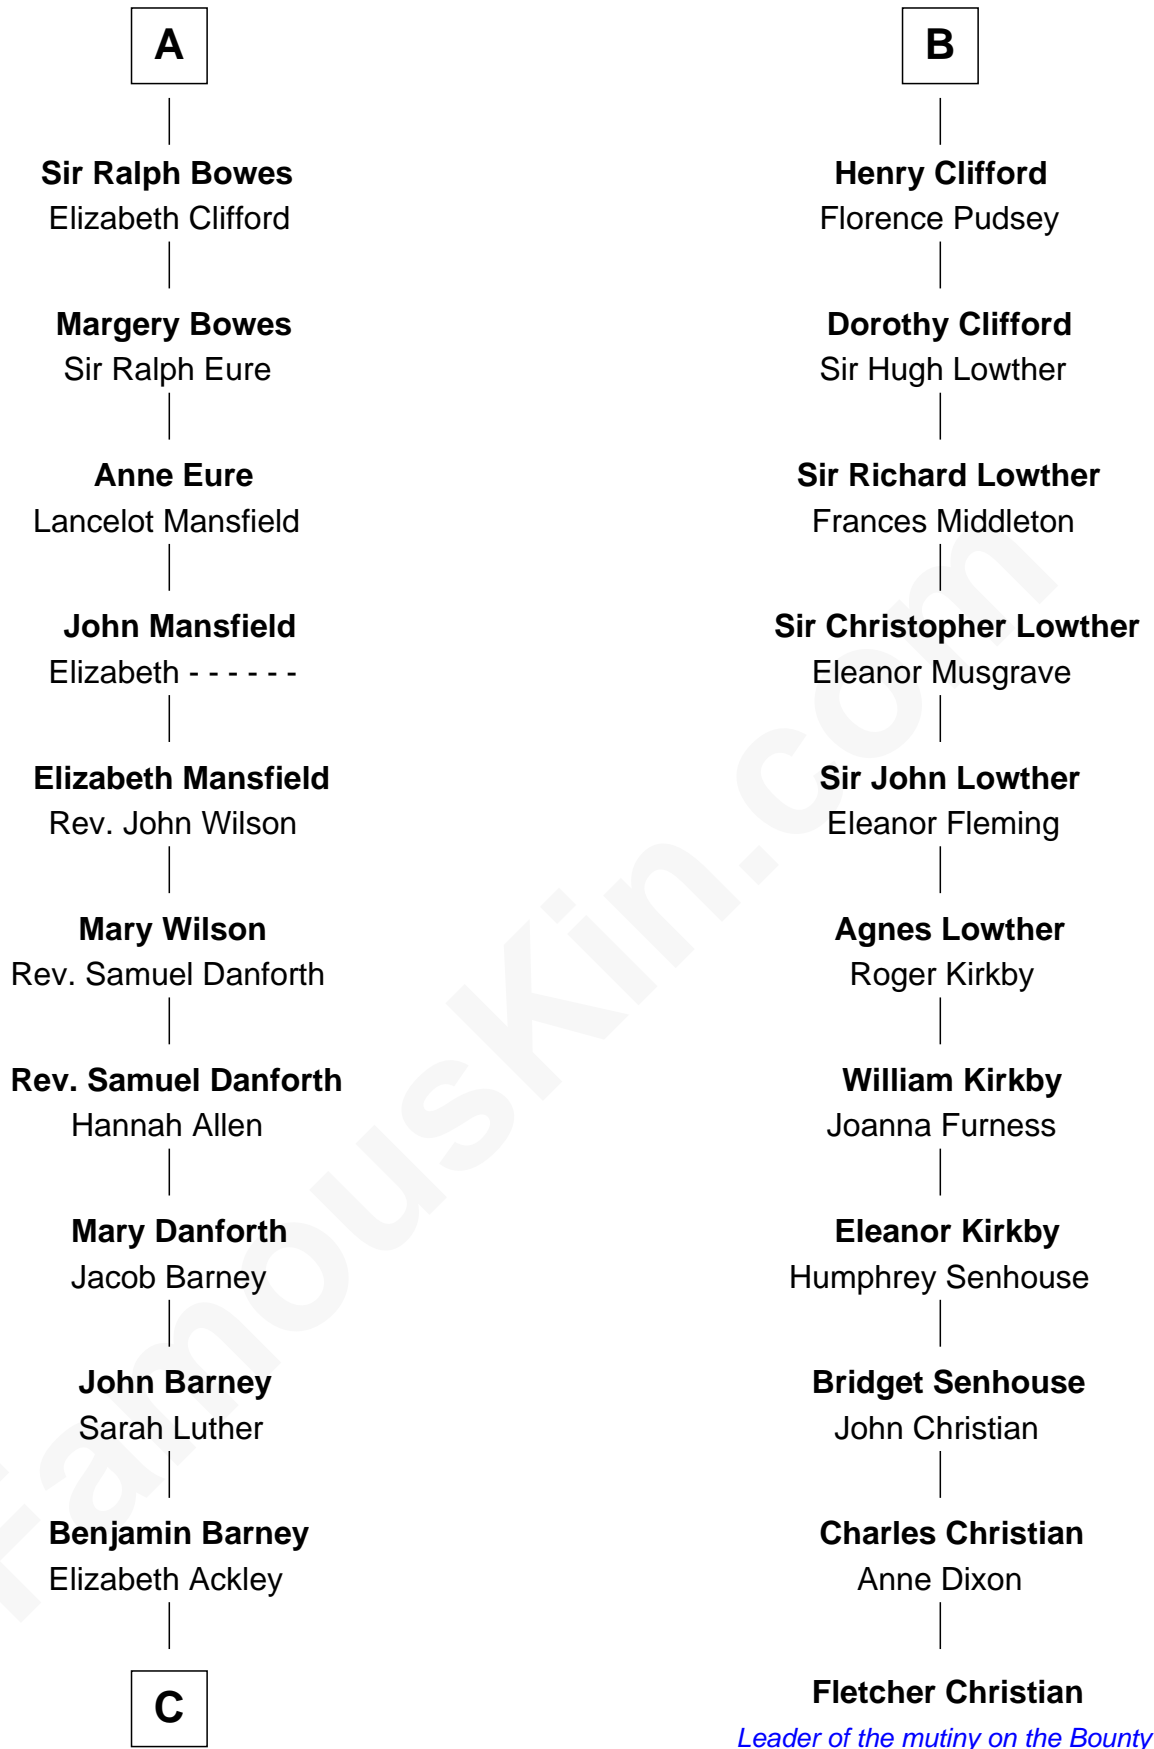 A
Sir Ralph Bowes
Elizabeth Clifford
Margery Bowes
Sir Ralph Eure
Anne Eure
Lancelot Mansfield
John Mansfield
Elizabeth - - - - - -
Elizabeth Mansfield
Rev. John Wilson
Mary Wilson
Rev. Samuel Danforth
Rev. Samuel Danforth
Hannah Allen
Mary Danforth
Jacob Barney
John Barney
Sarah Luther
Benjamin Barney
Elizabeth Ackley
C
B
Henry Clifford
Florence Pudsey
Dorothy Clifford
Sir Hugh Lowther
Sir Richard Lowther
Frances Middleton
Sir Christopher Lowther
Eleanor Musgrave
Sir John Lowther
Eleanor Fleming
Agnes Lowther
Roger Kirkby
William Kirkby
Joanna Furness
Eleanor Kirkby
Humphrey Senhouse
Bridget Senhouse
John Christian
Charles Christian
Anne Dixon
Fletcher Christian
Leader of the mutiny on the Bounty
FamousKin.com